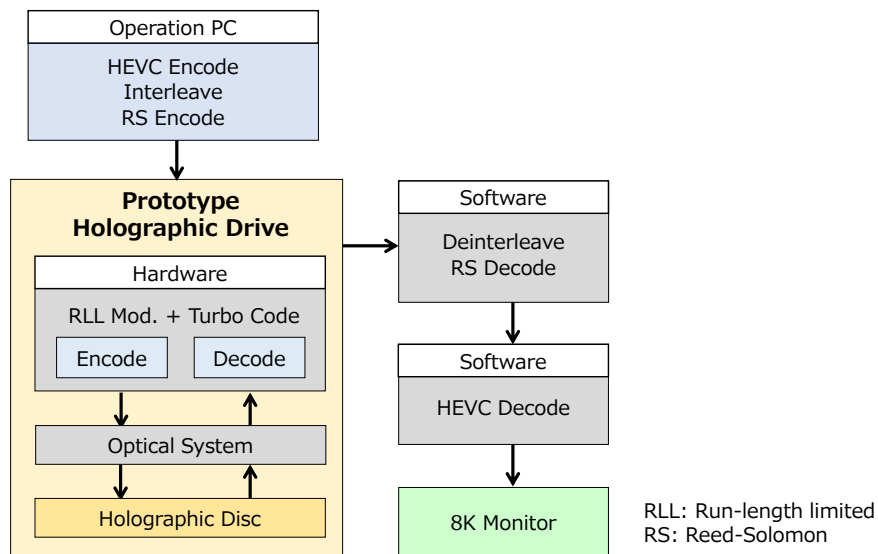 Operation PC
HEVC Encode
Interleave
RS Encode
Prototype
Holographic Drive
Hardware
RLL Mod. + Turbo Code
Encode
Decode
Optical System
Holographic Disc
Software
Deinterleave
RS Decode
Software
HEVC Decode
8K Monitor
RLL: Run-length limited
RS: Reed-Solomon